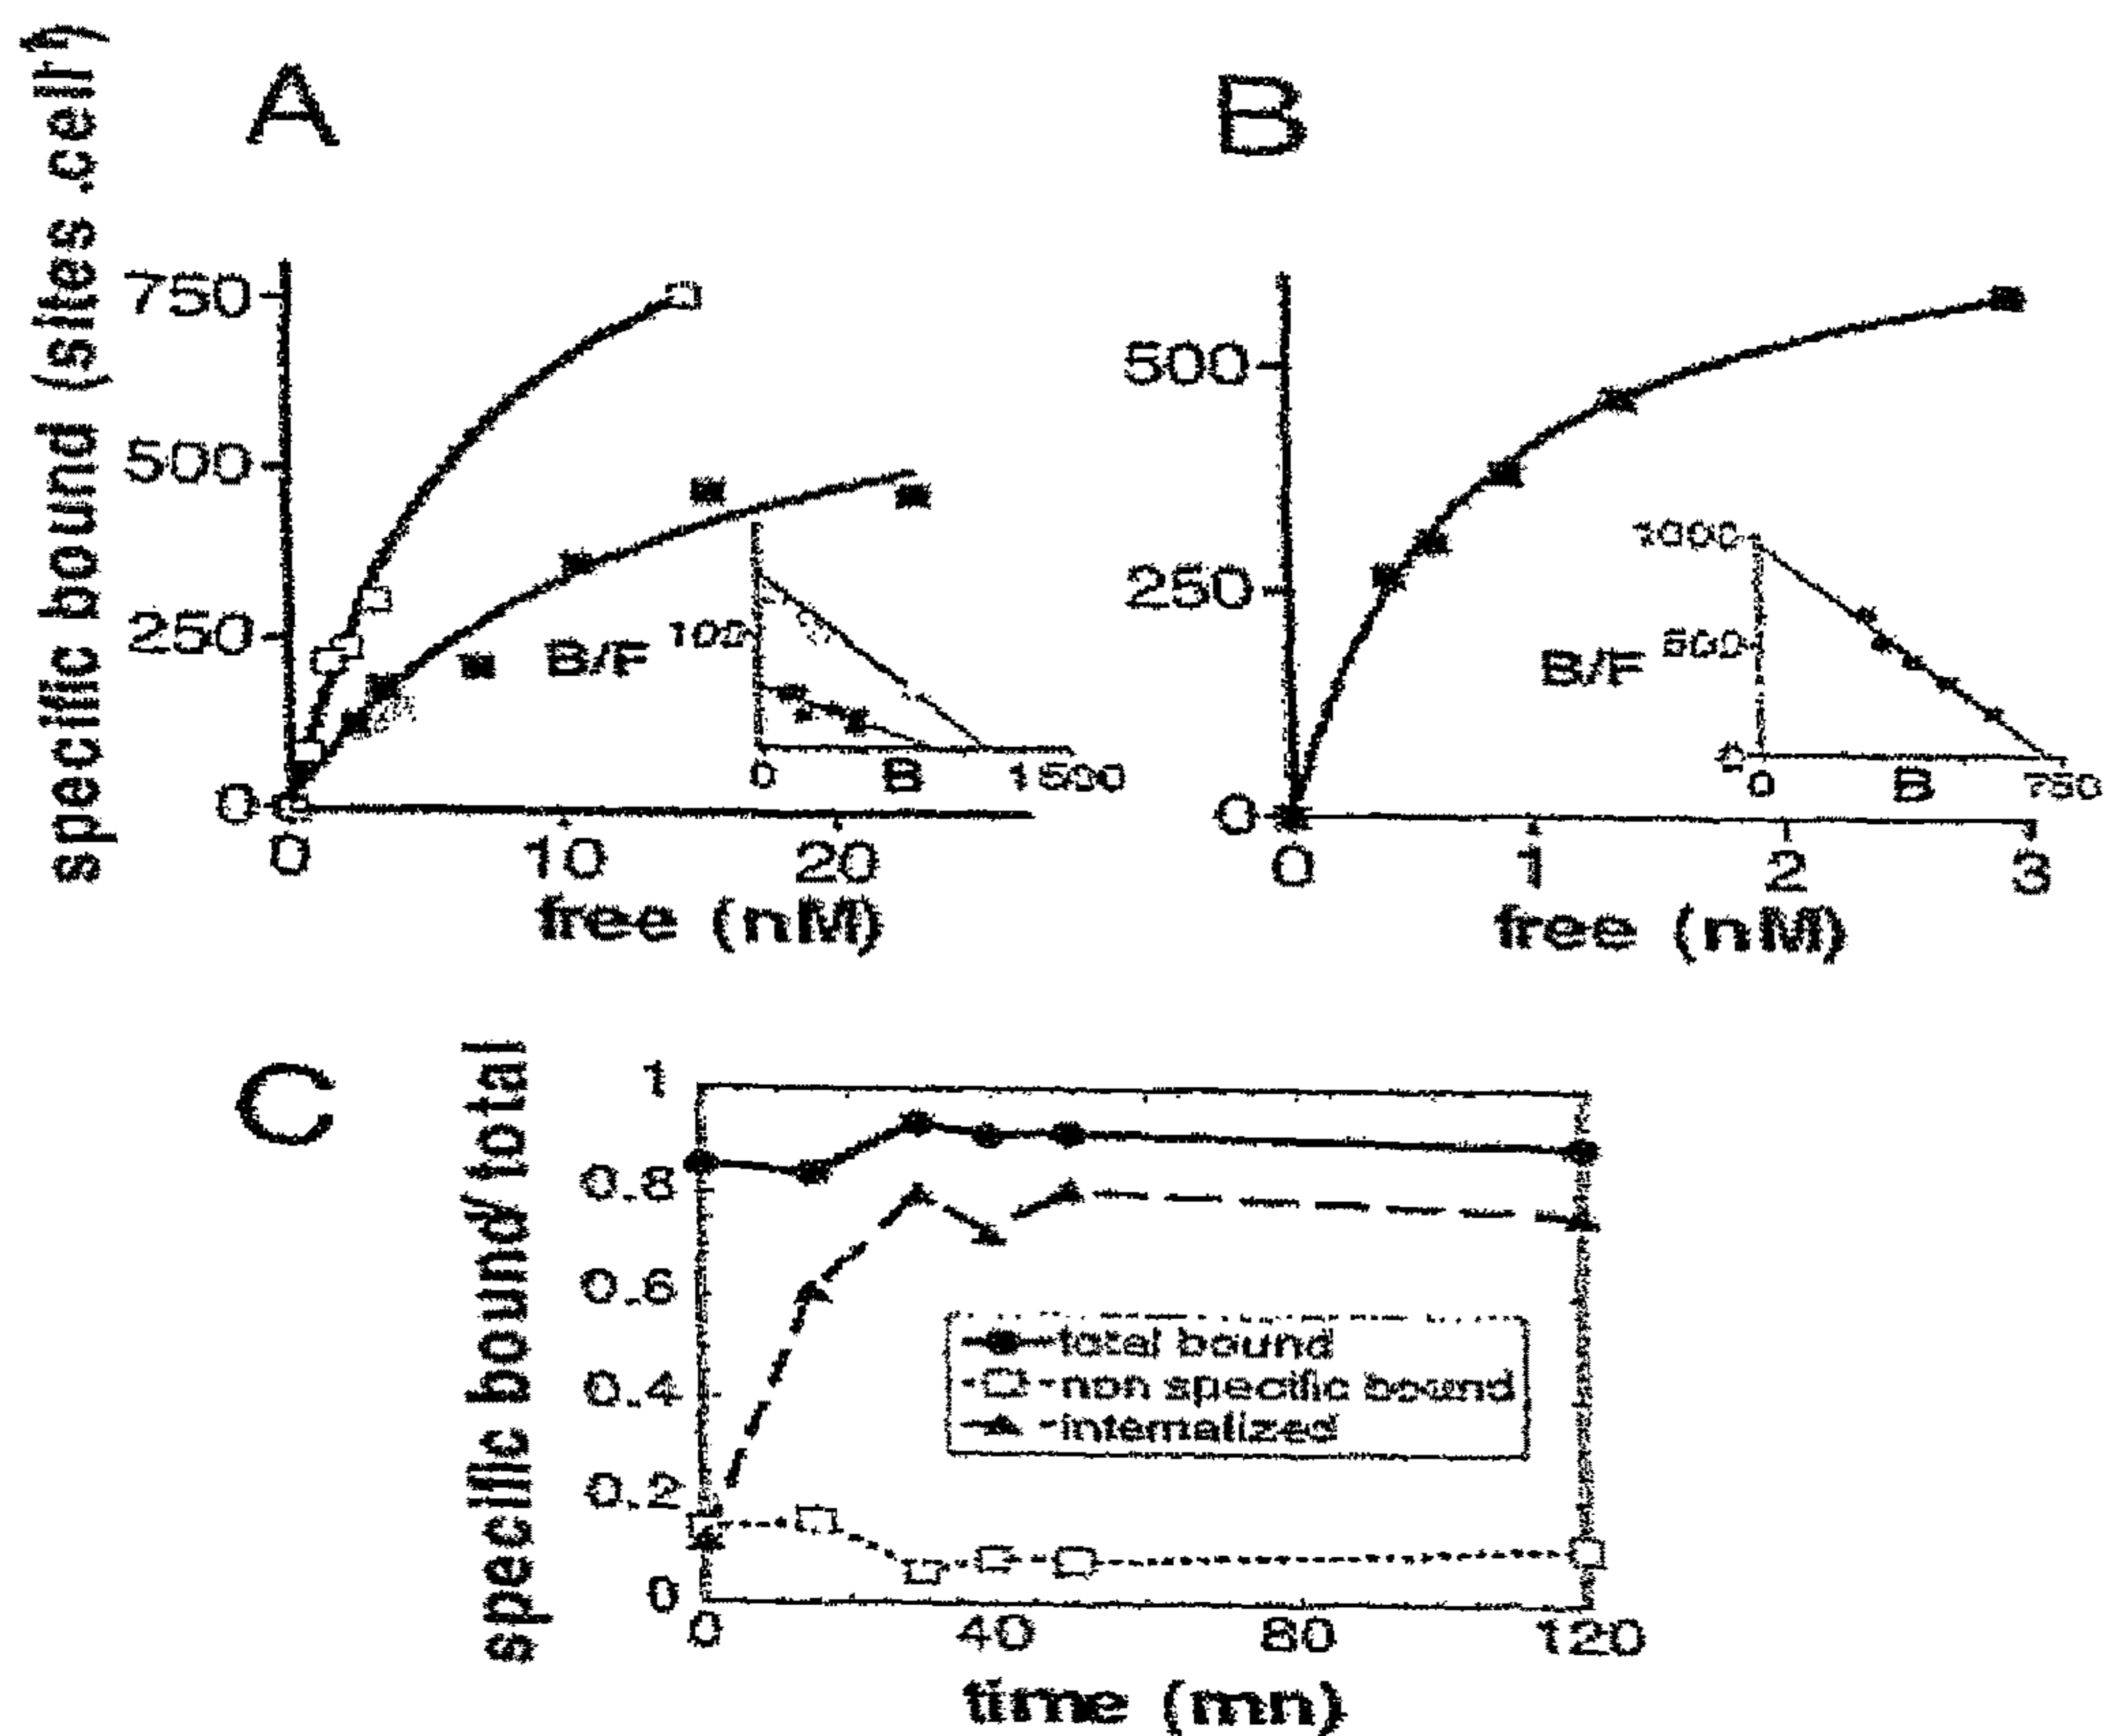 A
specific bound (sites .cell⁻¹)
750
500
250
0
0
10
20
free (nM)
B/F
100
0
B
1500
B
500
250
0
0
1
2
3
free (nM)
B/F
1000
500
0
0
B
750
C
specific bound/total
1
0.8
0.6
0.4
0.2
0
total bound
non specific bound
internalized
0
40
80
120
time (mn)